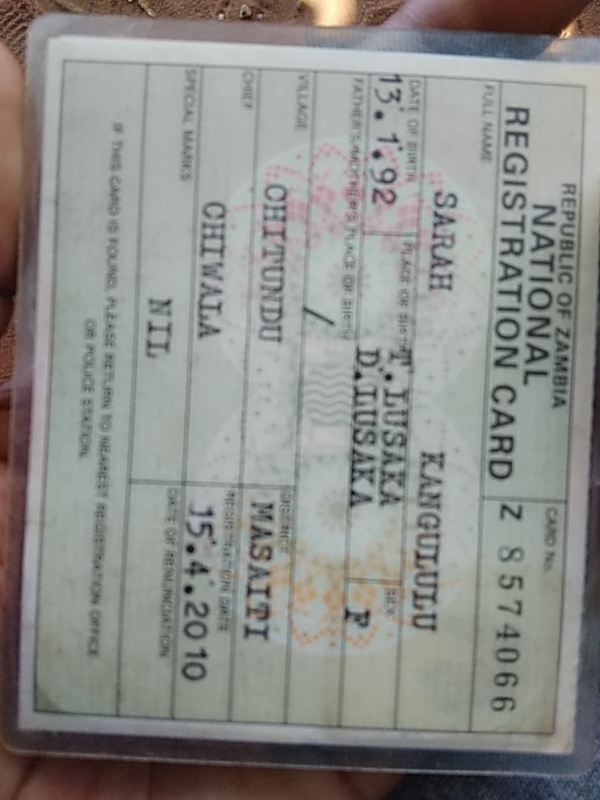 REPUBLIC OF ZAMBIA
NATIONAL
REGISTRATION CARD
CARD No.
Z 8574066
FULL NAME
SARAH KANGULULU
DATE OF BIRTH
13.1.92
PLACE OF BIRTH
T.LUSAKA
SEX
F
FATHER'S/MOTHER'S PLACE OF BIRTH
/ D.LUSAKA
VILLAGE
CHITUNDU
DISTRICT
MASAITI
CHIEF
CHIWALA
REGISTRATION DATE
15.4.2010
SPECIAL MARKS
NIL
DATE OF RENUNCIATION
IF THIS CARD IS FOUND, PLEASE RETURN TO NEAREST REGISTRATION OFFICE
OR POLICE STATION.